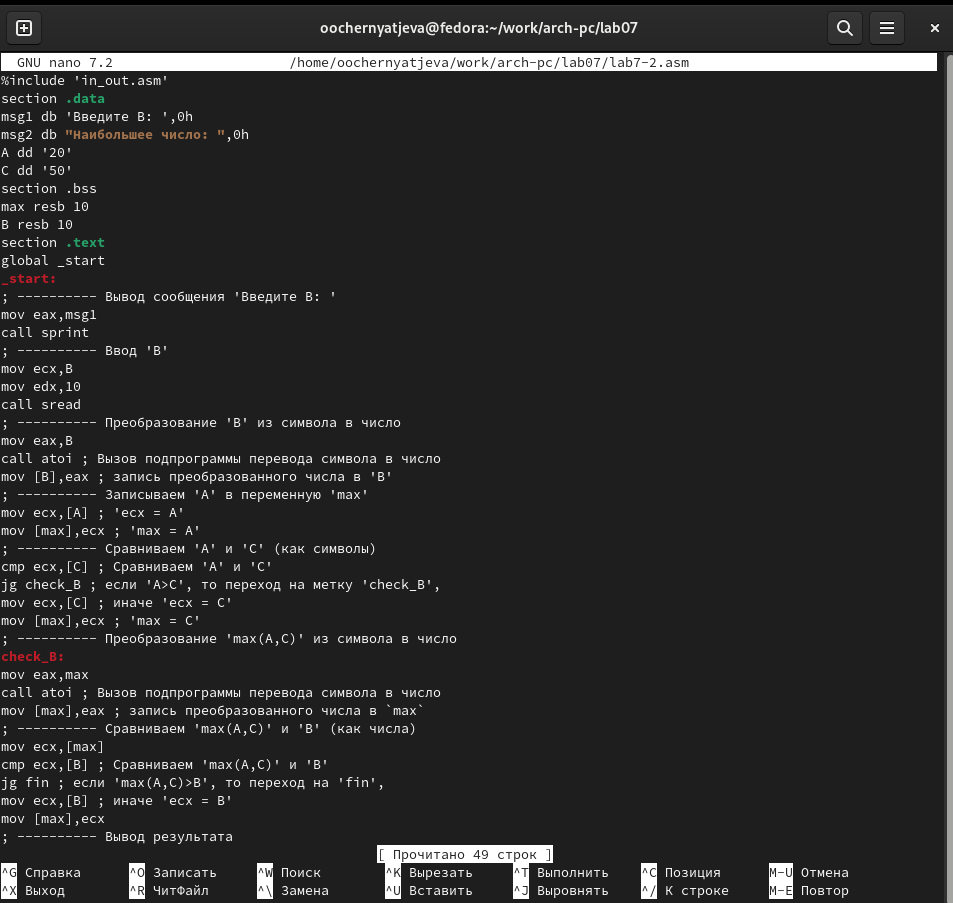 oochernyatjeva@fedora:~/work/arch-pc/lab07
GNU nano 7.2 /home/oochernyatjeva/work/arch-pc/lab07/lab7-2.asm
%include 'in_out.asm'
section .data
msg1 db 'Введите B: ',0h
msg2 db "Наибольшее число: ",0h
A dd '20'
C dd '50'
section .bss
max resb 10
B resb 10
section .text
global _start
_start:
; ---------- Вывод сообщения 'Введите B: '
mov eax,msg1
call sprint
; ---------- Ввод 'B'
mov ecx,B
mov edx,10
call sread
; ---------- Преобразование 'B' из символа в число
mov eax,B
call atoi ; Вызов подпрограммы перевода символа в число
mov [B],eax ; запись преобразованного числа в 'B'
; ---------- Записываем 'A' в переменную 'max'
mov ecx,[A] ; 'ecx = A'
mov [max],ecx ; 'max = A'
; ---------- Сравниваем 'A' и 'С' (как символы)
cmp ecx,[C] ; Сравниваем 'A' и 'С'
jg check_B ; если 'A>C', то переход на метку 'check_B',
mov ecx,[C] ; иначе 'ecx = C'
mov [max],ecx ; 'max = C'
; ---------- Преобразование 'max(A,C)' из символа в число
check_B:
mov eax,max
call atoi ; Вызов подпрограммы перевода символа в число
mov [max],eax ; запись преобразованного числа в `max`
; ---------- Сравниваем 'max(A,C)' и 'B' (как числа)
mov ecx,[max]
cmp ecx,[B] ; Сравниваем 'max(A,C)' и 'B'
jg fin ; если 'max(A,C)>B', то переход на 'fin',
mov ecx,[B] ; иначе 'ecx = B'
mov [max],ecx
; ---------- Вывод результата
[ Прочитано 49 строк ]
^G Справка ^O Записать ^W Поиск ^K Вырезать ^T Выполнить ^C Позиция M-U Отмена
^X Выход ^R ЧитФайл ^\ Замена ^U Вставить ^J Выровнять ^/ К строке M-E Повтор